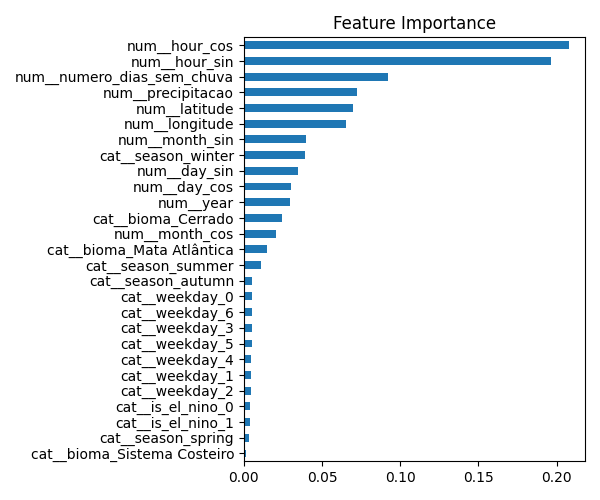 Feature Importance
num__hour_cos
num__hour_sin
num__numero_dias_sem_chuva
num__precipitacao
num__latitude
num__longitude
num__month_sin
cat__season_winter
num__day_sin
num__day_cos
num__year
cat__bioma_Cerrado
num__month_cos
cat__bioma_Mata Atlântica
cat__season_summer
cat__season_autumn
cat__weekday_0
cat__weekday_6
cat__weekday_3
cat__weekday_5
cat__weekday_4
cat__weekday_1
cat__weekday_2
cat__is_el_nino_0
cat__is_el_nino_1
cat__season_spring
cat__bioma_Sistema Costeiro
0.00 0.05 0.10 0.15 0.20